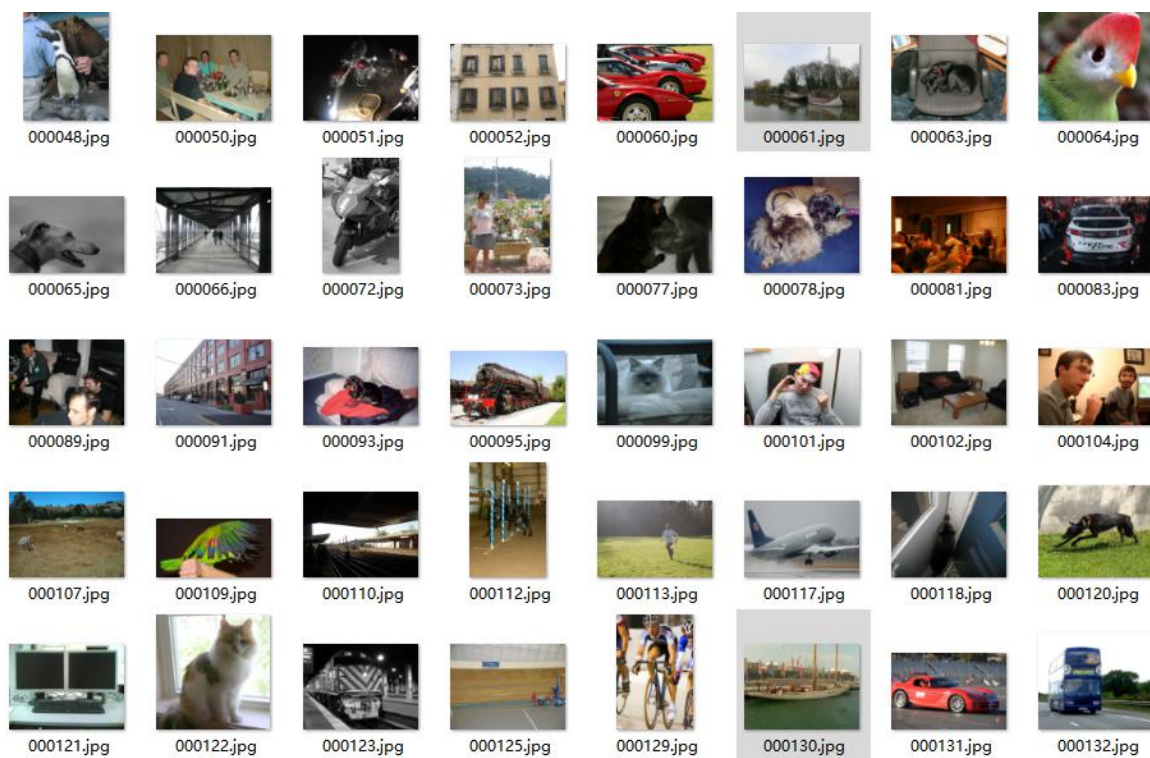 000048.jpg 000050.jpg 000051.jpg 000052.jpg 000060.jpg 000061.jpg 000063.jpg 000064.jpg
000065.jpg 000066.jpg 000072.jpg 000073.jpg 000077.jpg 000078.jpg 000081.jpg 000083.jpg
000089.jpg 000091.jpg 000093.jpg 000095.jpg 000099.jpg 000101.jpg 000102.jpg 000104.jpg
000107.jpg 000109.jpg 000110.jpg 000112.jpg 000113.jpg 000117.jpg 000118.jpg 000120.jpg
000121.jpg 000122.jpg 000123.jpg 000125.jpg 000129.jpg 000130.jpg 000131.jpg 000132.jpg